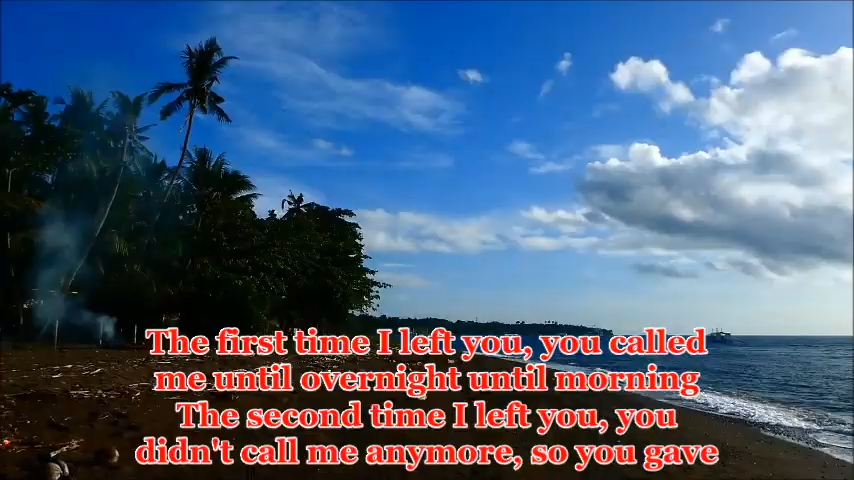 The first time I left you, you called
me until overnight until morning
The second time I left you, you
didn't call me anymore, so you gave